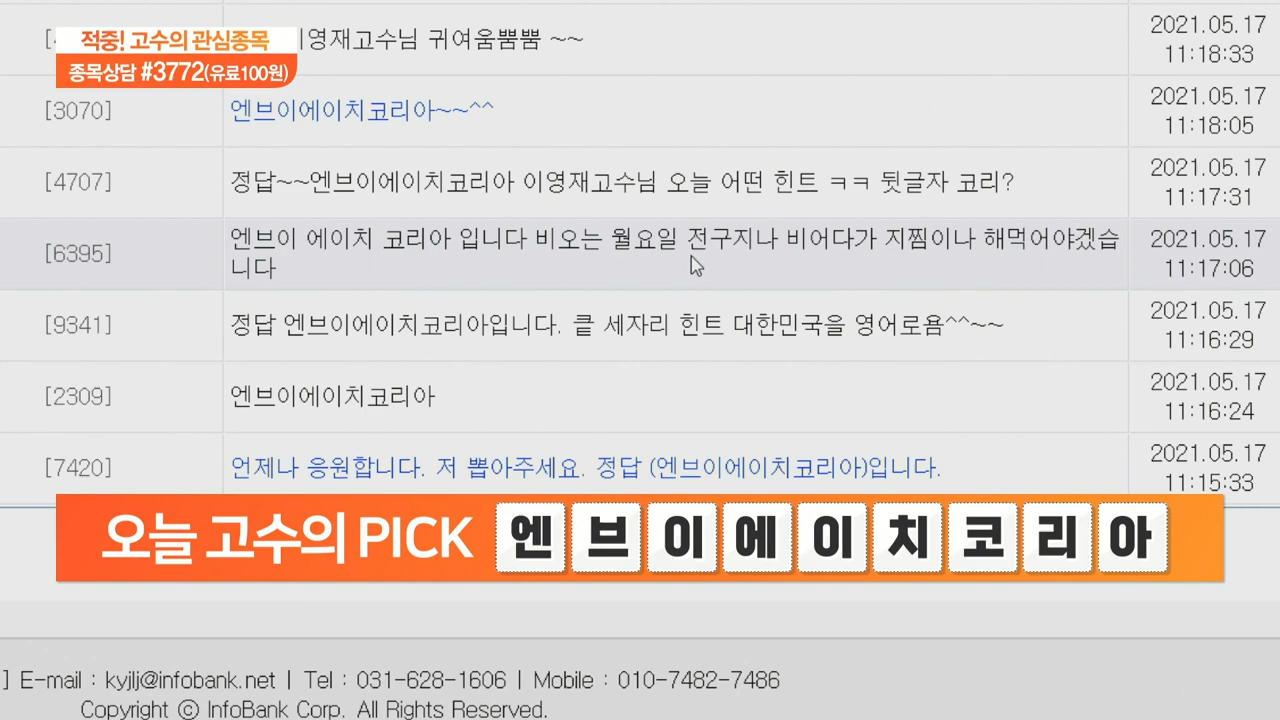 적중! 고수의 관심종목
종목상담 #3772(유료100원)
영재고수님 귀여움뿜뿜 ~~
2021.05.17
11:18:33
[3070]
엔브이에이치코리아~~^^
2021.05.17
11:18:05
[4707]
정답~~엔브이에이치코리아 이영재고수님 오늘 어떤 힌트 ㅋㅋ 뒷글자 코리?
2021.05.17
11:17:31
[6395]
엔브이 에이치 코리아 입니다 비오는 월요일 전구지나 비어다가 지찜이나 해먹어야겠습
니다
2021.05.17
11:17:06
[9341]
정답 엔브이에이치코리아입니다. 큩 세자리 힌트 대한민국을 영어로욤^^~~
2021.05.17
11:16:29
[2309]
엔브이에이치코리아
2021.05.17
11:16:24
[7420]
언제나 응원합니다. 저 뽑아주세요. 정답 (엔브이에이치코리아)입니다.
2021.05.17
11:15:33
오늘 고수의 PICK 엔브이에이치코리아
] E-mail : kyjlj@infobank.net | Tel : 031-628-1606 | Mobile : 010-7482-7486
Copyright ⓒ InfoBank Corp. All Rights Reserved.